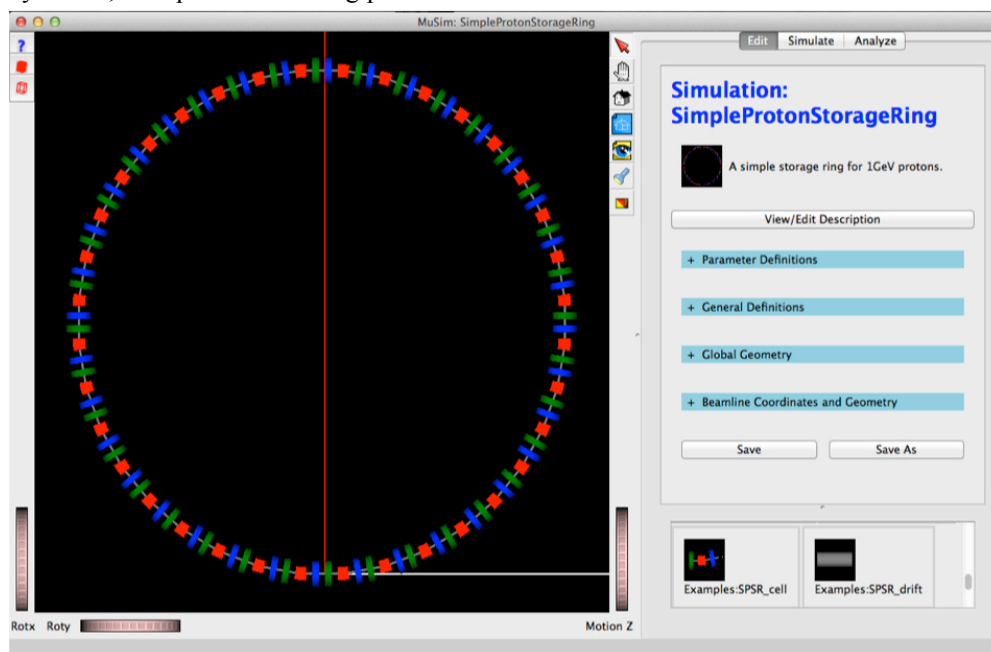 MuSim: SimpleProtonStorageRing
?
Edit Simulate Analyze
Simulation:
SimpleProtonStorageRing
A simple storage ring for 1GeV protons.
View/Edit Description
+ Parameter Definitions
+ General Definitions
+ Global Geometry
+ Beamline Coordinates and Geometry
Save Save As
Examples:SPSR_cell Examples:SPSR_drift
Rotx Roty Motion Z